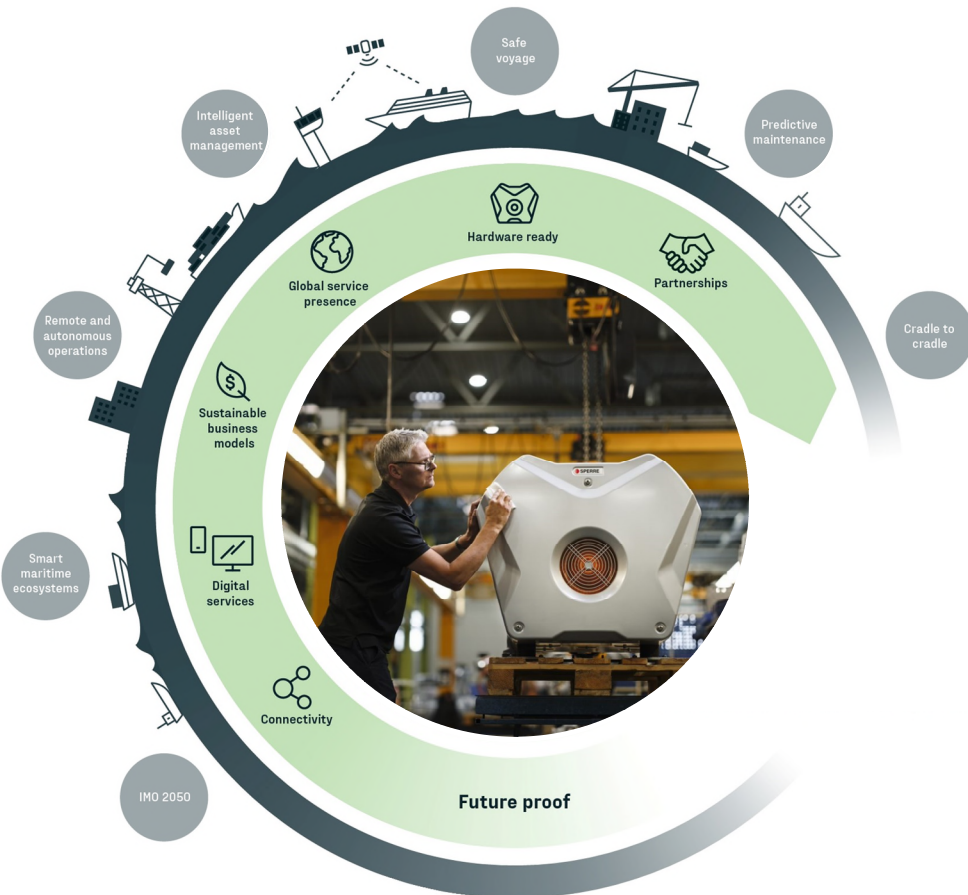 Safe
voyage
Intelligent
asset
management
Predictive
maintenance
Remote and
autonomous
operations
Cradle to
cradle
Smart
maritime
ecosystems
IMO 2050
Hardware ready
Global service
presence
Partnerships
Sustainable
business
models
$
Digital
services
Connectivity
Future proof
SPERRE